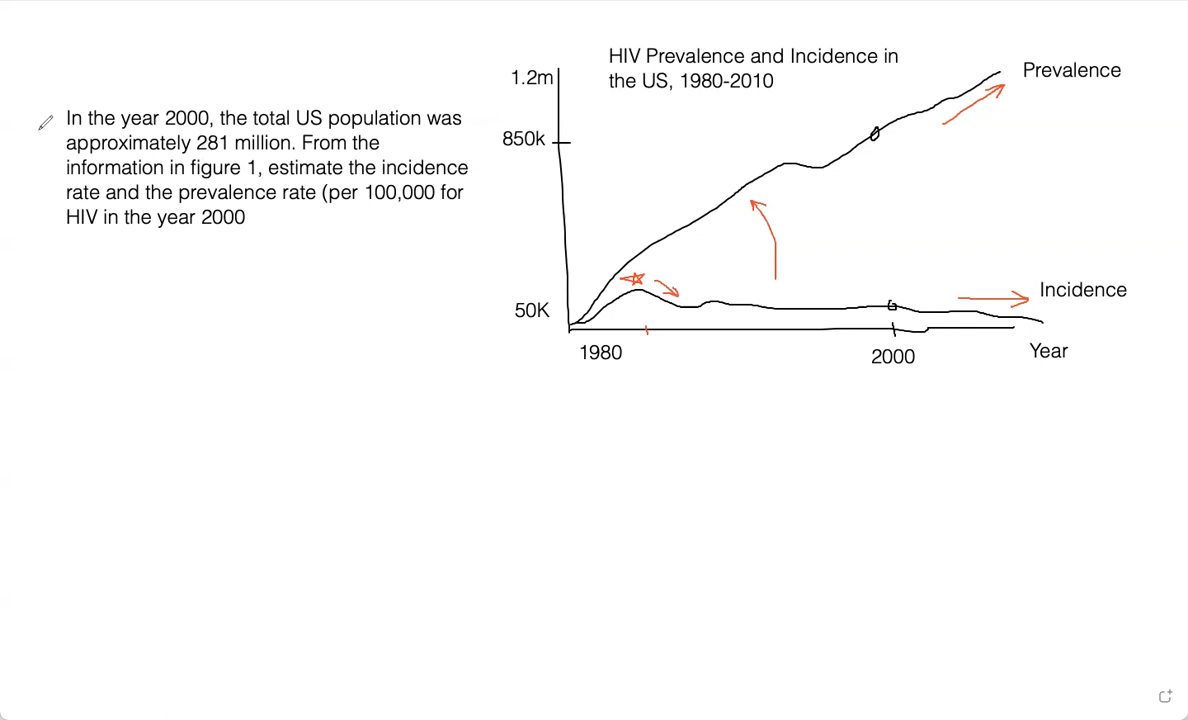 HIV Prevalence and Incidence in
the US, 1980-2010
1.2m
Prevalence
In the year 2000, the total US population was
approximately 281 million. From the
information in figure 1, estimate the incidence
rate and the prevalence rate (per 100,000 for
HIV in the year 2000
850k
50K
Incidence
1980
2000
Year